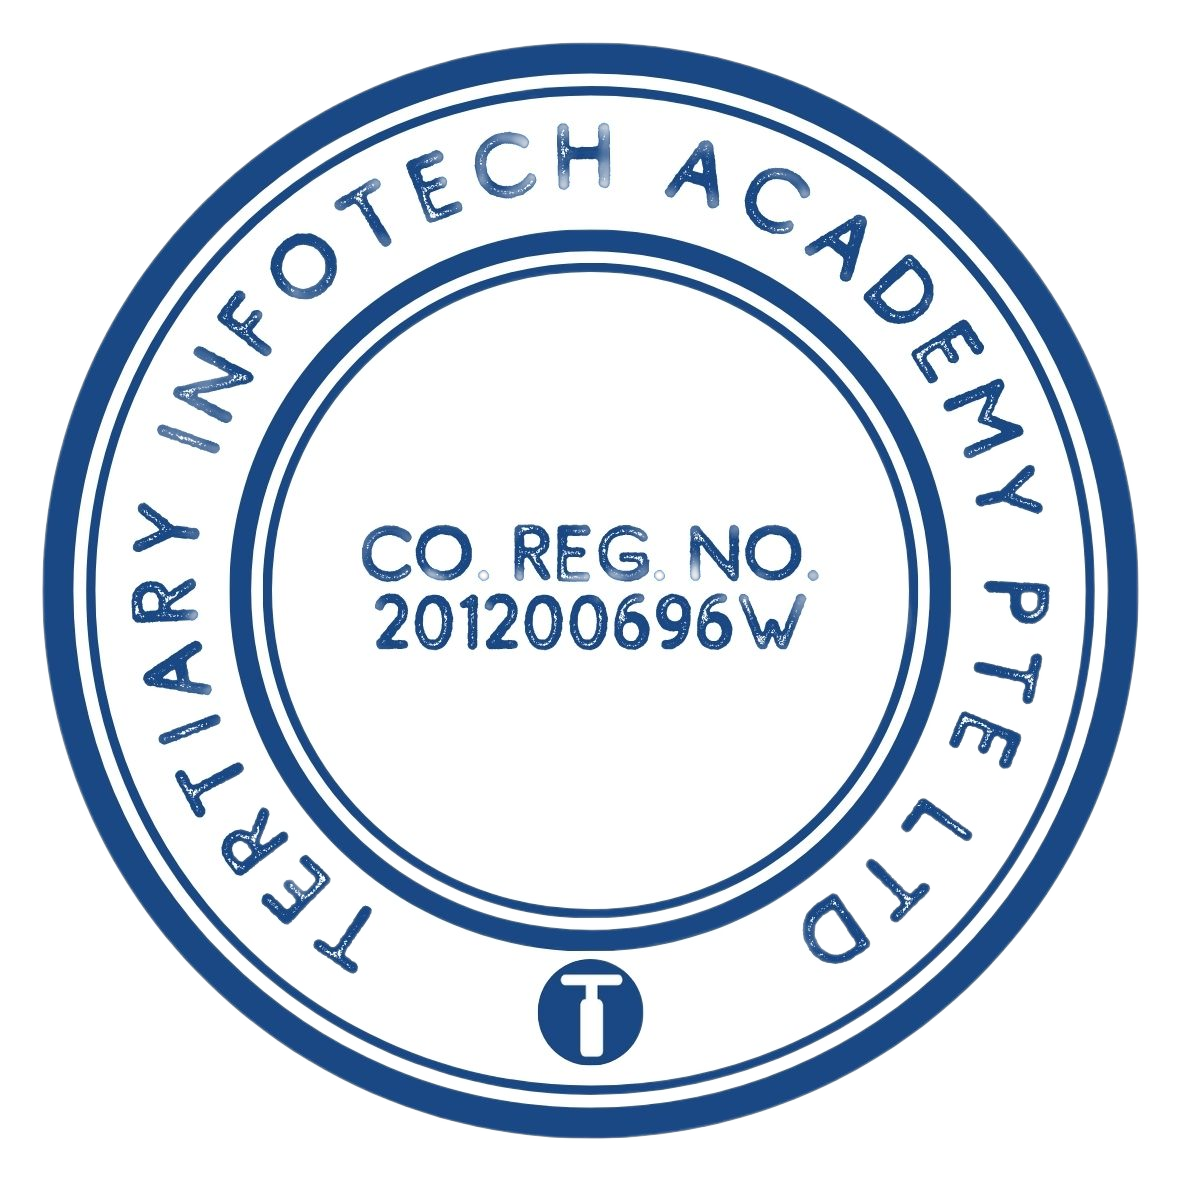 TERTIARY INFOTECH ACADEMY PTE LTD
CO. REG. NO.
201200696W
T